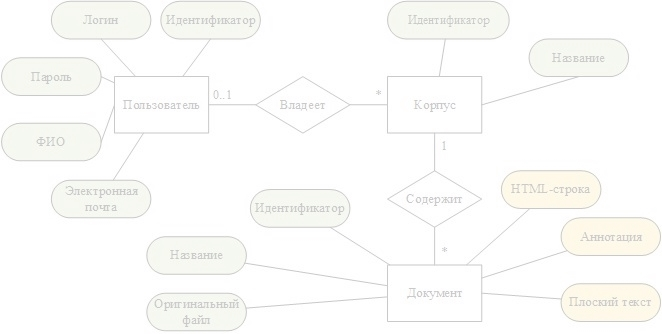 Логин
Идентификатор
Идентификатор
Название
Пароль
Пользователь
0..1
Владеет
*
Корпус
ФИО
1
Электронная
почта
Содержит
HTML-строка
Идентификатор
Аннотация
*
Название
Документ
Оригинальный
файл
Плоский текст